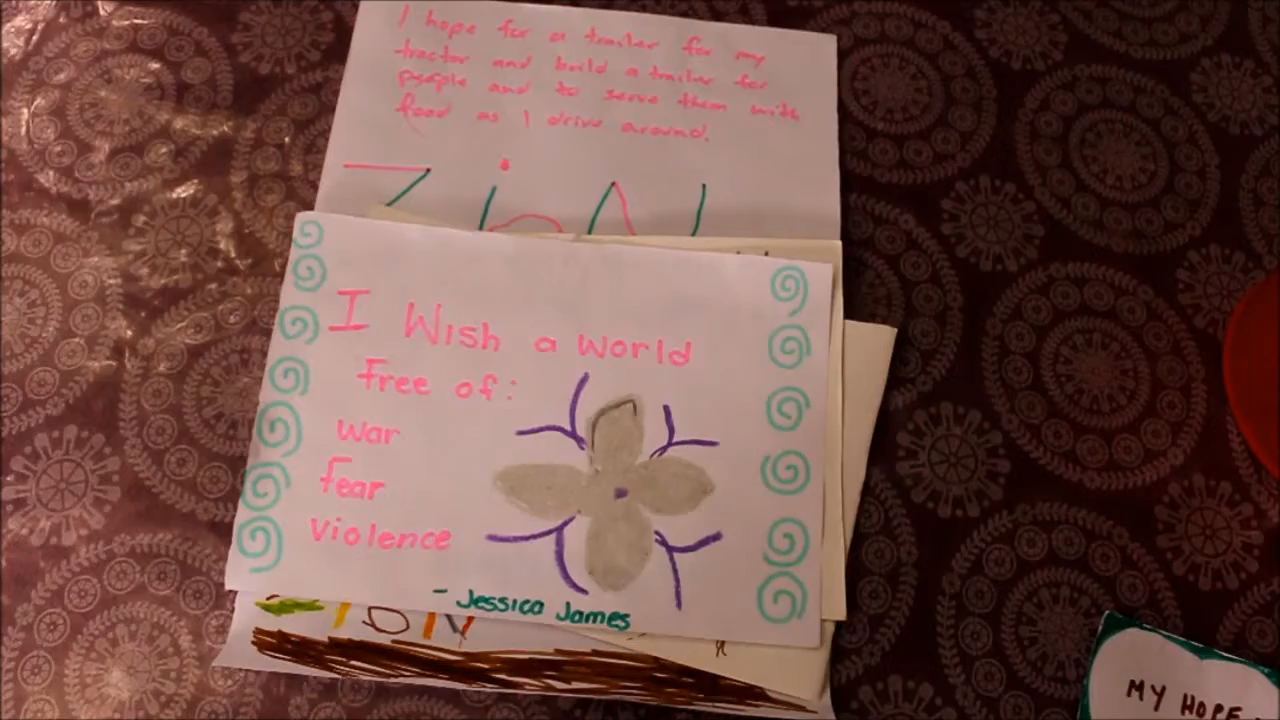 I hope for a trailer for my
tractor and build a trailer for
people and to serve them with
food as I drive around.
ZiON
I Wish a World
Free of:
war
fear
violence
- Jessica James
MY HOPE